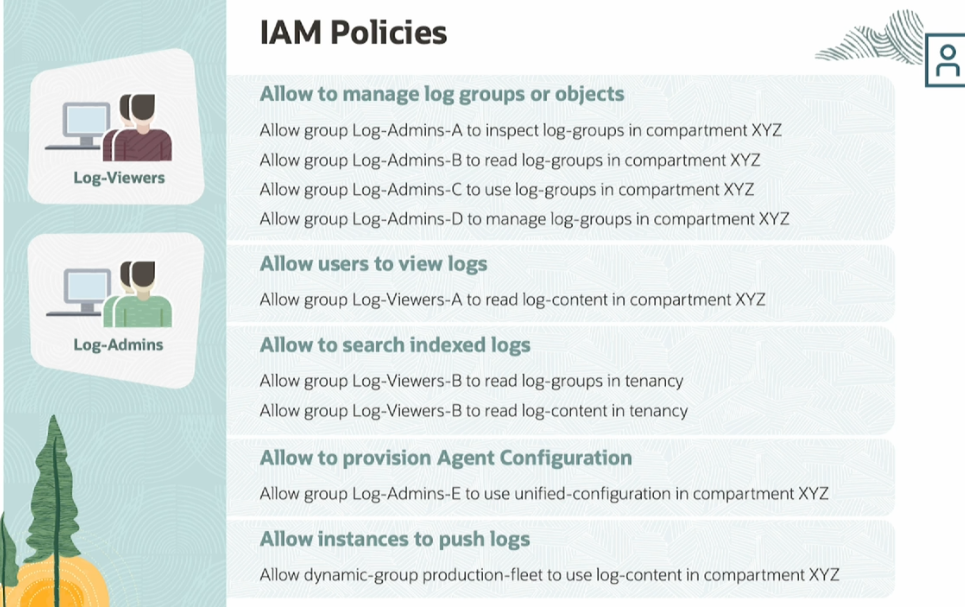 IAM Policies
Log-Viewers
Log-Admins
Allow to manage log groups or objects
Allow group Log-Admins-A to inspect log-groups in compartment XYZ
Allow group Log-Admins-B to read log-groups in compartment XYZ
Allow group Log-Admins-C to use log-groups in compartment XYZ
Allow group Log-Admins-D to manage log-groups in compartment XYZ
Allow users to view logs
Allow group Log-Viewers-A to read log-content in compartment XYZ
Allow to search indexed logs
Allow group Log-Viewers-B to read log-groups in tenancy
Allow group Log-Viewers-B to read log-content in tenancy
Allow to provision Agent Configuration
Allow group Log-Admins-E to use unified-configuration in compartment XYZ
Allow instances to push logs
Allow dynamic-group production-fleet to use log-content in compartment XYZ